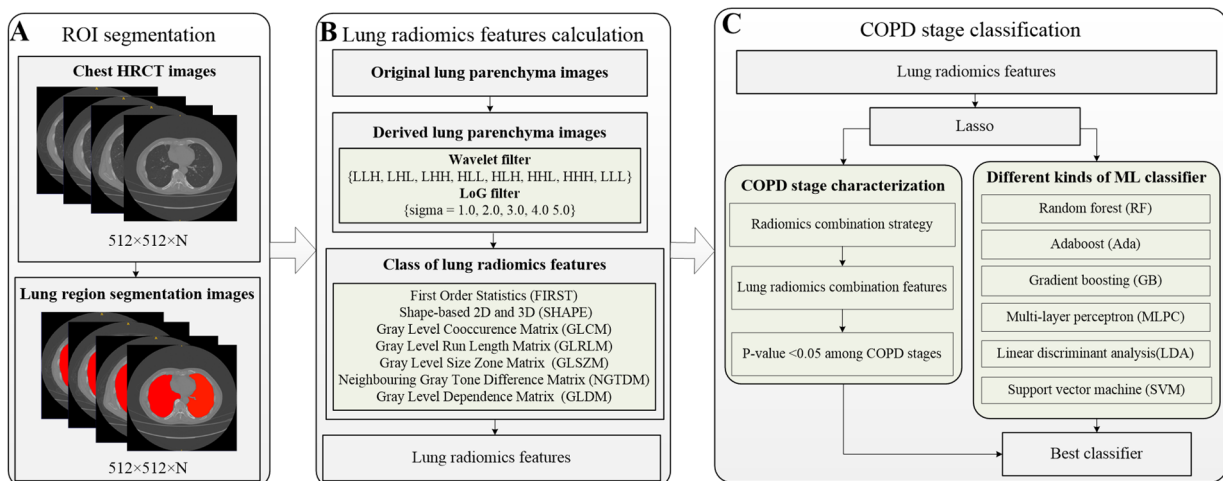 A
ROI segmentation
Chest HRCT images
512×512×N
Lung region segmentation images
512×512×N
B
Lung radiomics features calculation
Original lung parenchyma images
Derived lung parenchyma images
Wavelet filter
{LLH, LHL, LHH, HLL, HLH, HHL, HHH, LLL}
LoG filter
{sigma = 1.0, 2.0, 3.0, 4.0 5.0}
Class of lung radiomics features
First Order Statistics (FIRST)
Shape-based 2D and 3D (SHAPE)
Gray Level Cooccurence Matrix (GLCM)
Gray Level Run Length Matrix (GLRLM)
Gray Level Size Zone Matrix (GLSZM)
Neighbouring Gray Tone Difference Matrix (NGTDM)
Gray Level Dependence Matrix (GLDM)
Lung radiomics features
C
COPD stage classification
Lung radiomics features
Lasso
COPD stage characterization
Radiomics combination strategy
Lung radiomics combination features
P-value <0.05 among COPD stages
Different kinds of ML classifier
Random forest (RF)
Adaboost (Ada)
Gradient boosting (GB)
Multi-layer perceptron (MLPC)
Linear discriminant analysis(LDA)
Support vector machine (SVM)
Best classifier